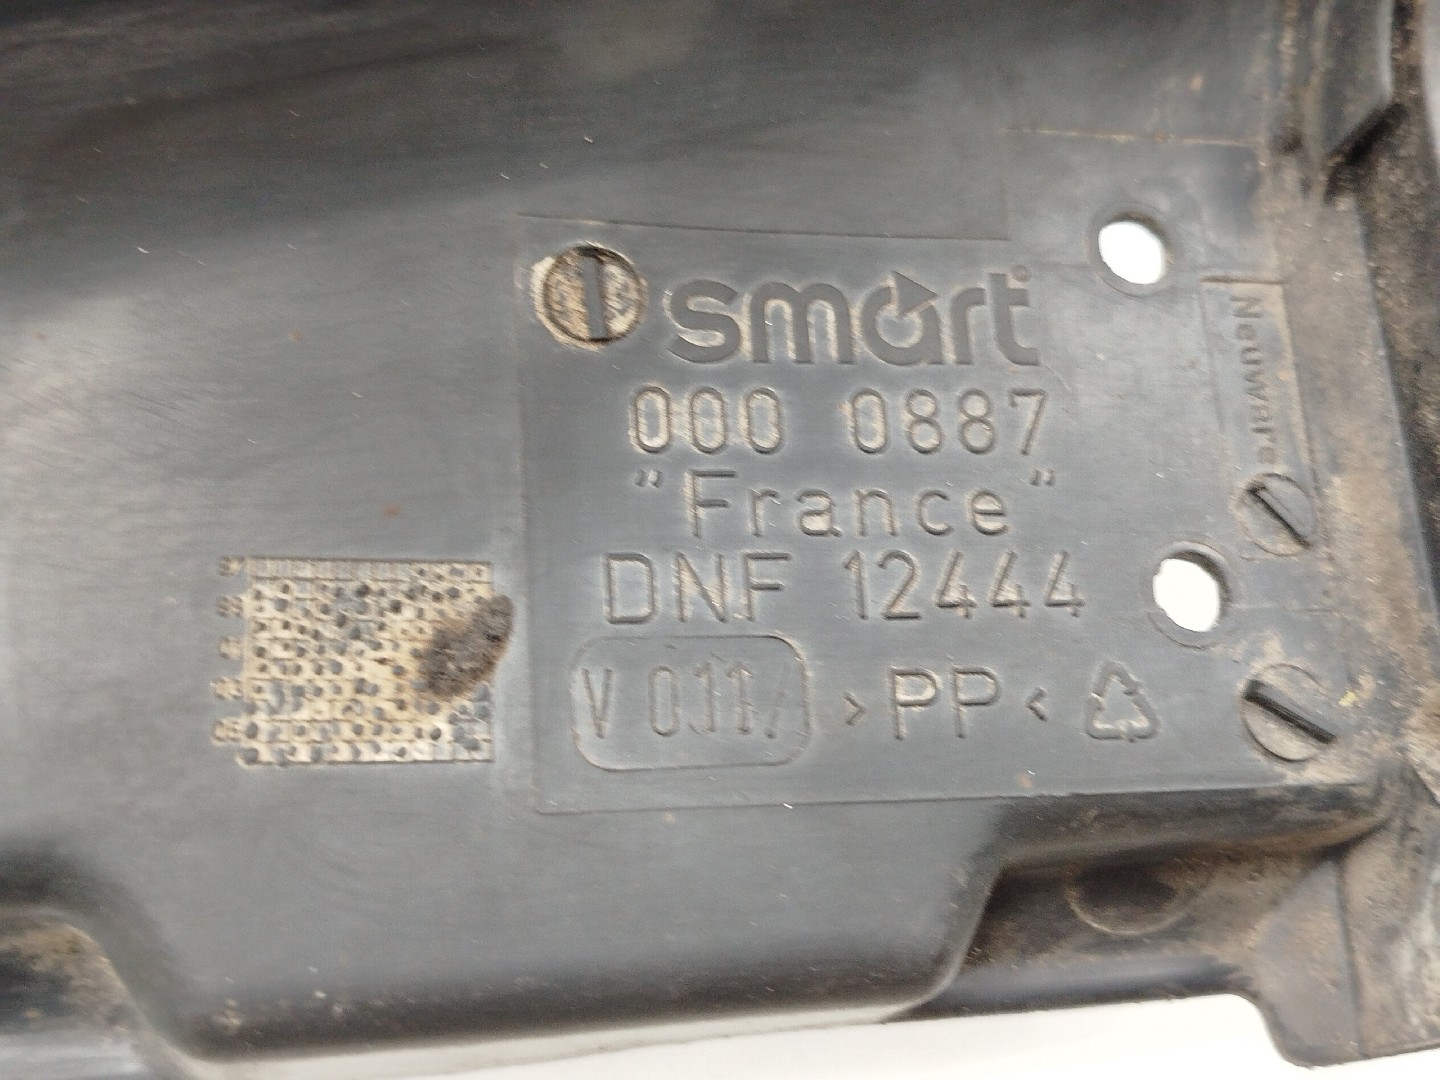 smart
000 0887
"France"
DNF 12444
V 011/ >PP<
Neuware